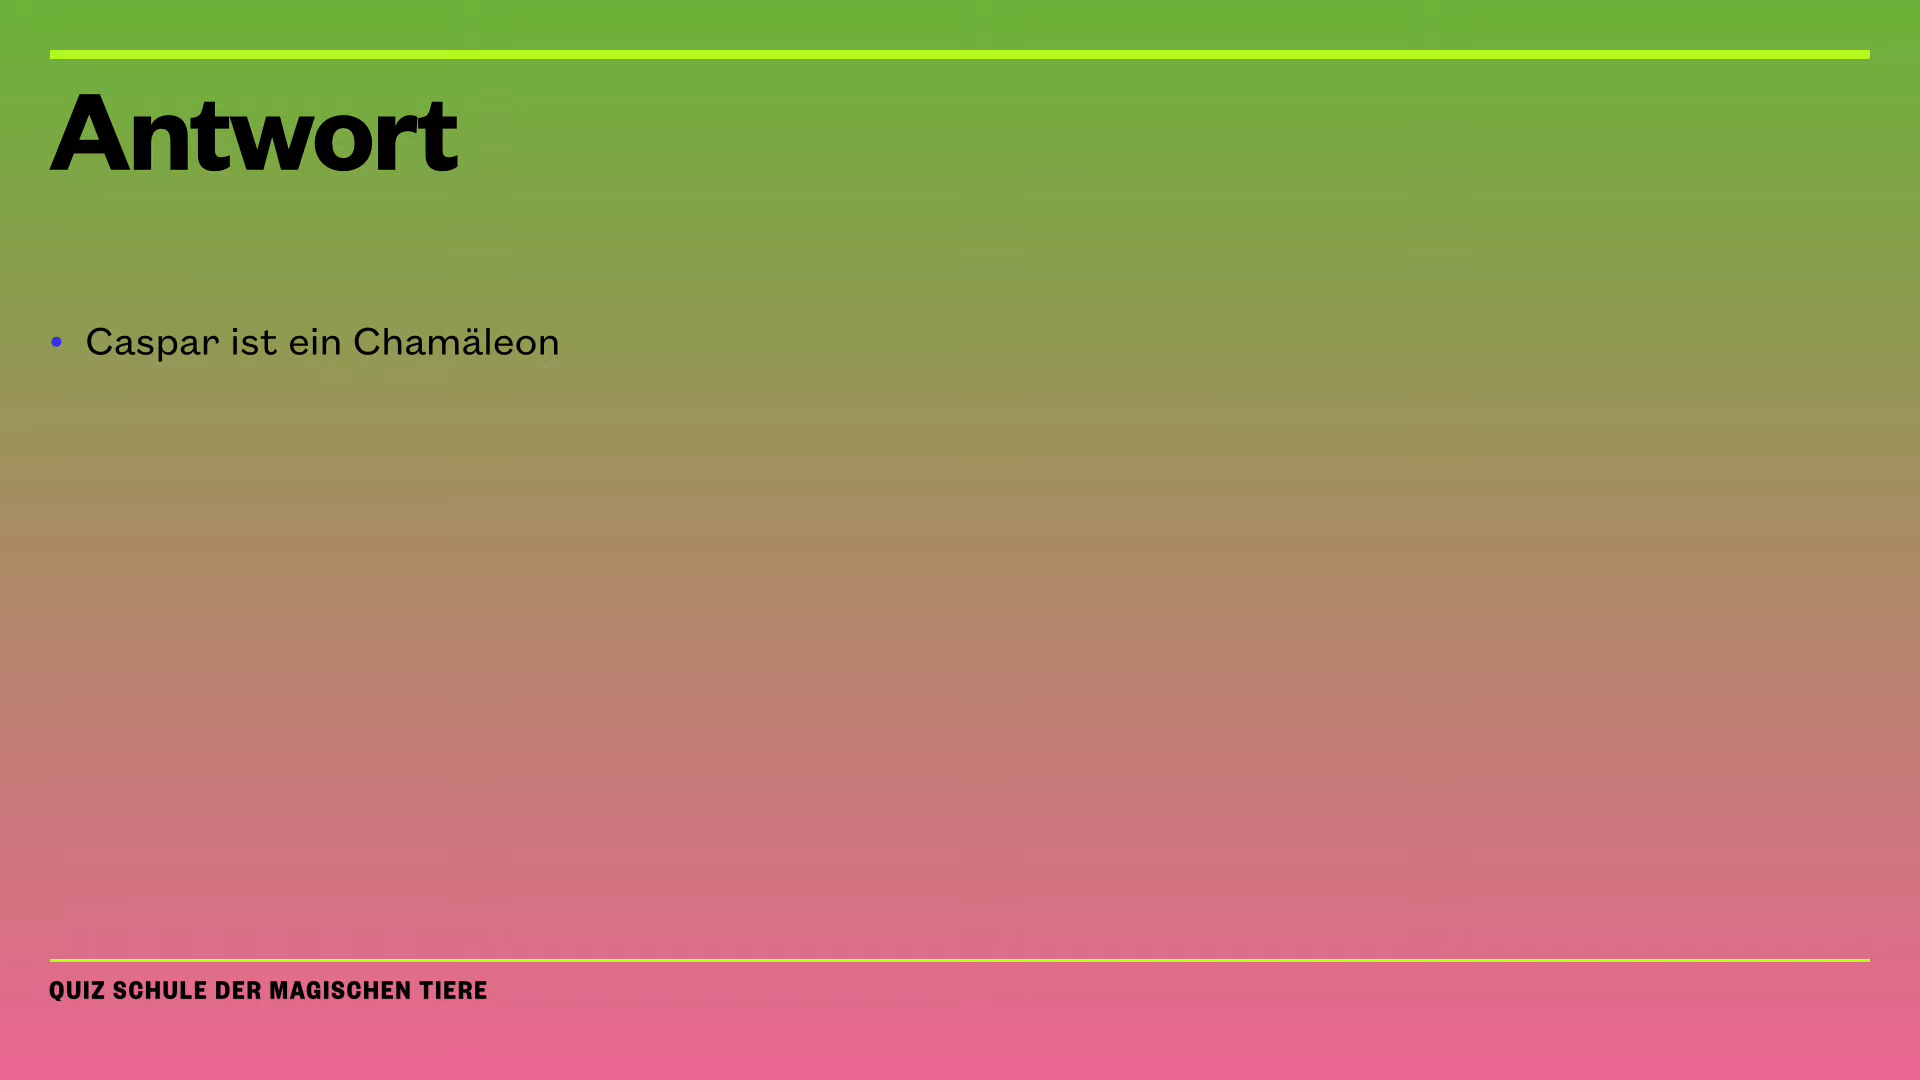 Antwort
• Caspar ist ein Chamäleon
QUIZ SCHULE DER MAGISCHEN TIERE